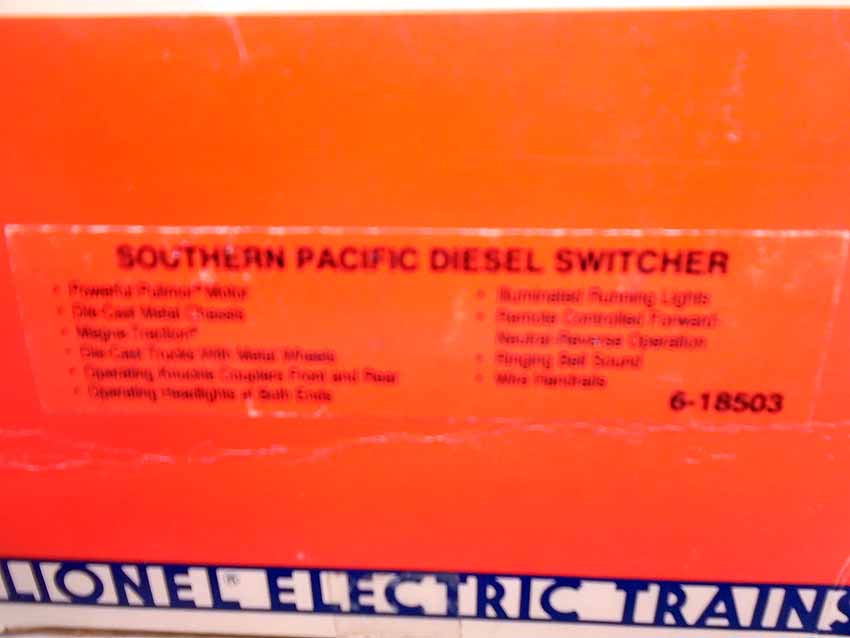 SOUTHERN PACIFIC DIESEL SWITCHER
• Powerful Pullmor™ Motor
• Die-Cast Metal Chassis
• Magne-Traction®
• Die-Cast Trucks With Metal Wheels
• Operating Knuckle Couplers Front and Rear
• Operating Headlights at Both Ends
• Illuminated Running Lights
• Remote Controlled Forward-
Neutral-Reverse Operation
• Ringing Bell Sound
• Wire Handrails
6-18503
LIONEL® ELECTRIC TRAINS